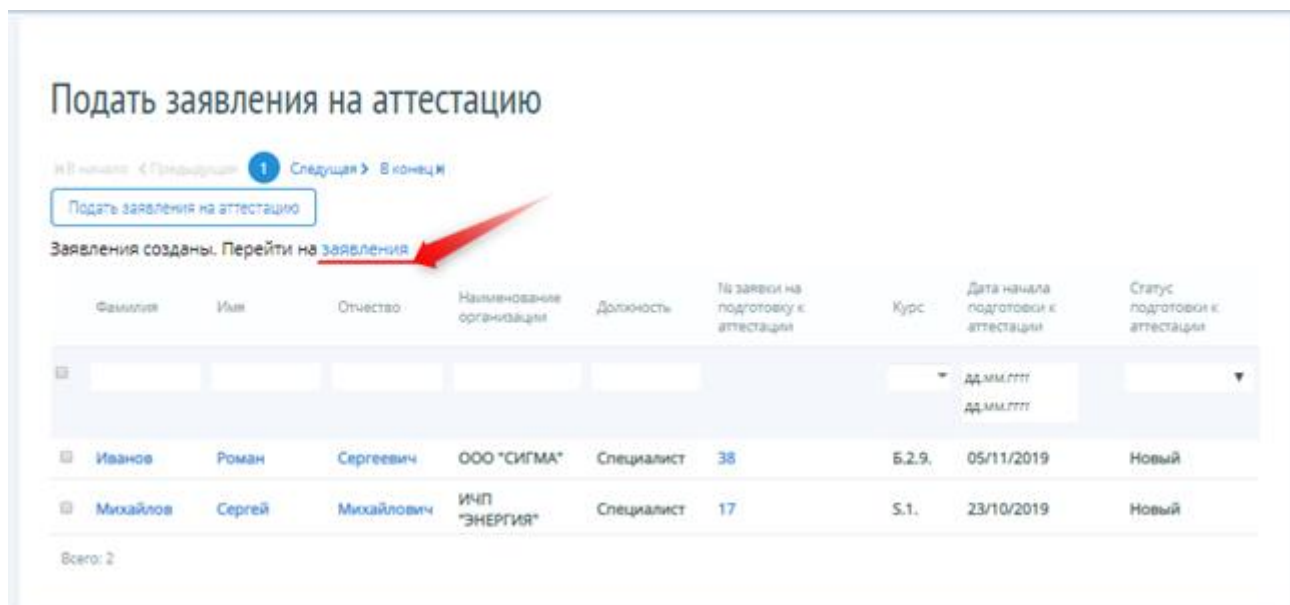 Подать заявления на аттестацию
В начало Предыдущая 1 Следущая В конец
Подать заявления на аттестацию
Заявления созданы. Перейти на заявления
Фамилия Имя Отчество Наименование организации Должность № заявки на подготовку к аттестации Курс Дата начала подготовки к аттестации Статус подготовки к аттестации
дд.мм.гггг
дд.мм.гггг
Иванов Роман Сергеевич ООО "СИГМА" Специалист 38 Б.2.9. 05/11/2019 Новый
Михайлов Сергей Михайлович ИЧП "ЭНЕРГИЯ" Специалист 17 S.1. 23/10/2019 Новый
Всего: 2